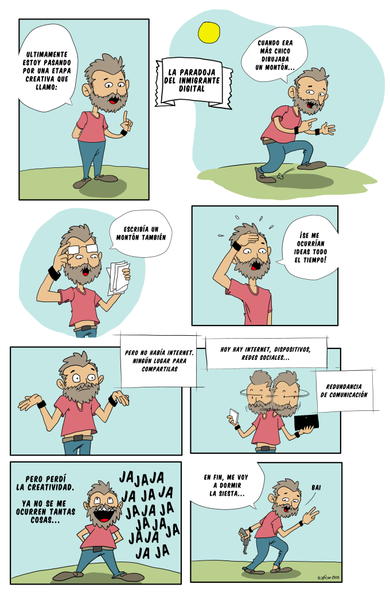 ULTIMAMENTE
ESTOY PASANDO
POR UNA ETAPA
CREATIVA QUE
LLAMO:
LA PARADOJA
DEL INMIGRANTE
DIGITAL
CUANDO ERA
MÁS CHICO
DIBUJABA
UN MONTÓN...
ESCRIBÍA UN
MONTÓN TAMBIÉN
¡SE ME
OCURRÍAN
IDEAS TODO
EL TIEMPO!
PERO NO HABÍA INTERNET.
NINGÚN LUGAR PARA
COMPARTILAS
HOY HAY INTERNET, DISPOSITIVOS,
REDES SOCIALES...
REDUNDANCIA
DE COMUNICACIÓN
PERO PERDÍ
LA CREATIVIDAD.
YA NO SE ME
OCURREN TANTAS
COSAS...
JAJAJA
JA JA JA
JAJA JA
JA JA
JAJA JA
JA JA
EN FIN, ME VOY
A DORMIR
LA SIESTA...
BAI